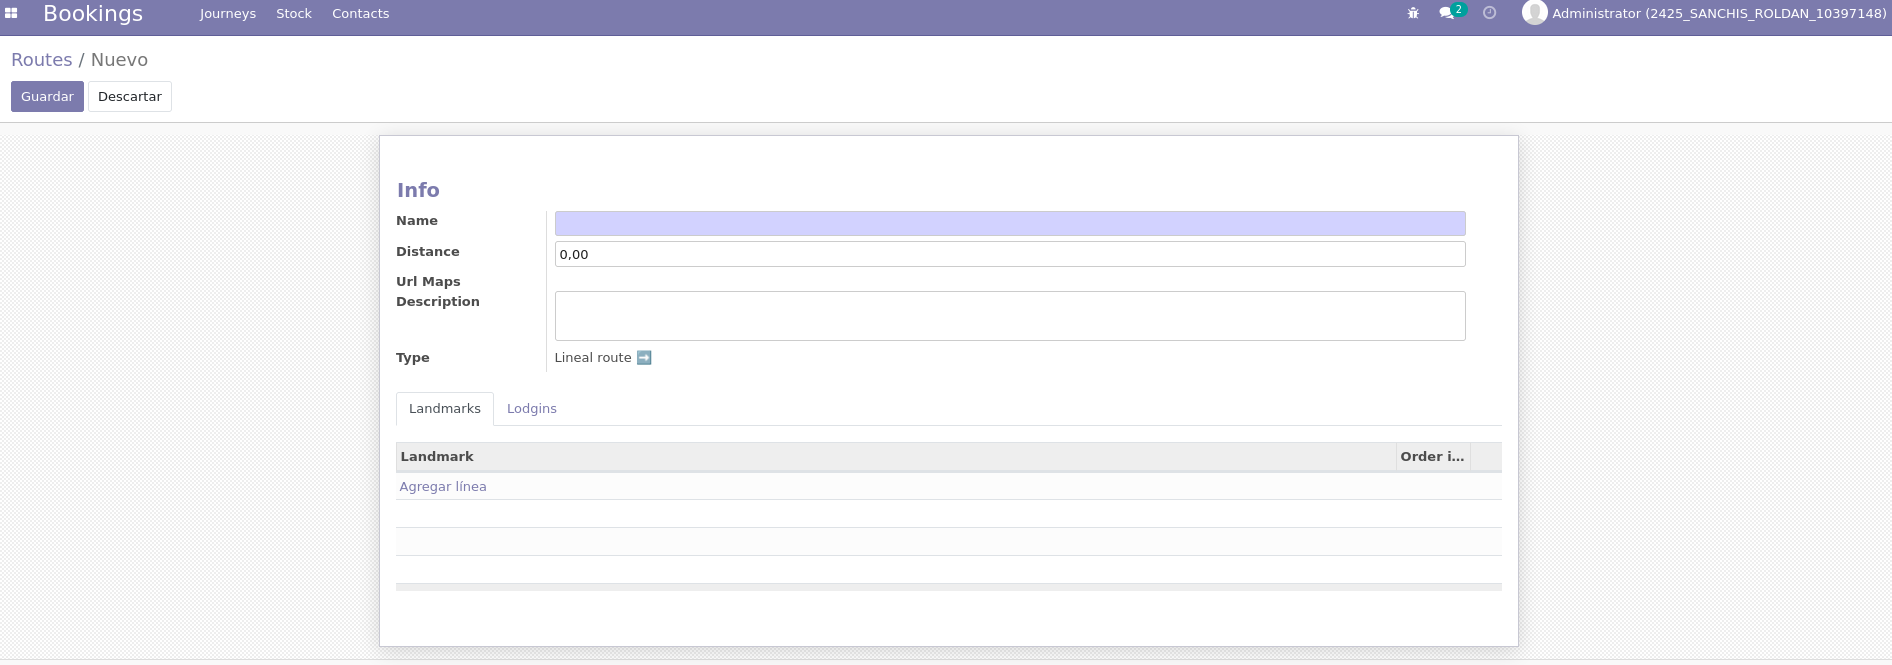 Bookings Journeys Stock Contacts 2 Administrator (2425_SANCHIS_ROLDAN_10397148)
Routes / Nuevo
Guardar Descartar
Info
Name
Distance 0,00
Url Maps
Description
Type Lineal route ➡️
Landmarks Lodgins
Landmark Order i...
Agregar línea